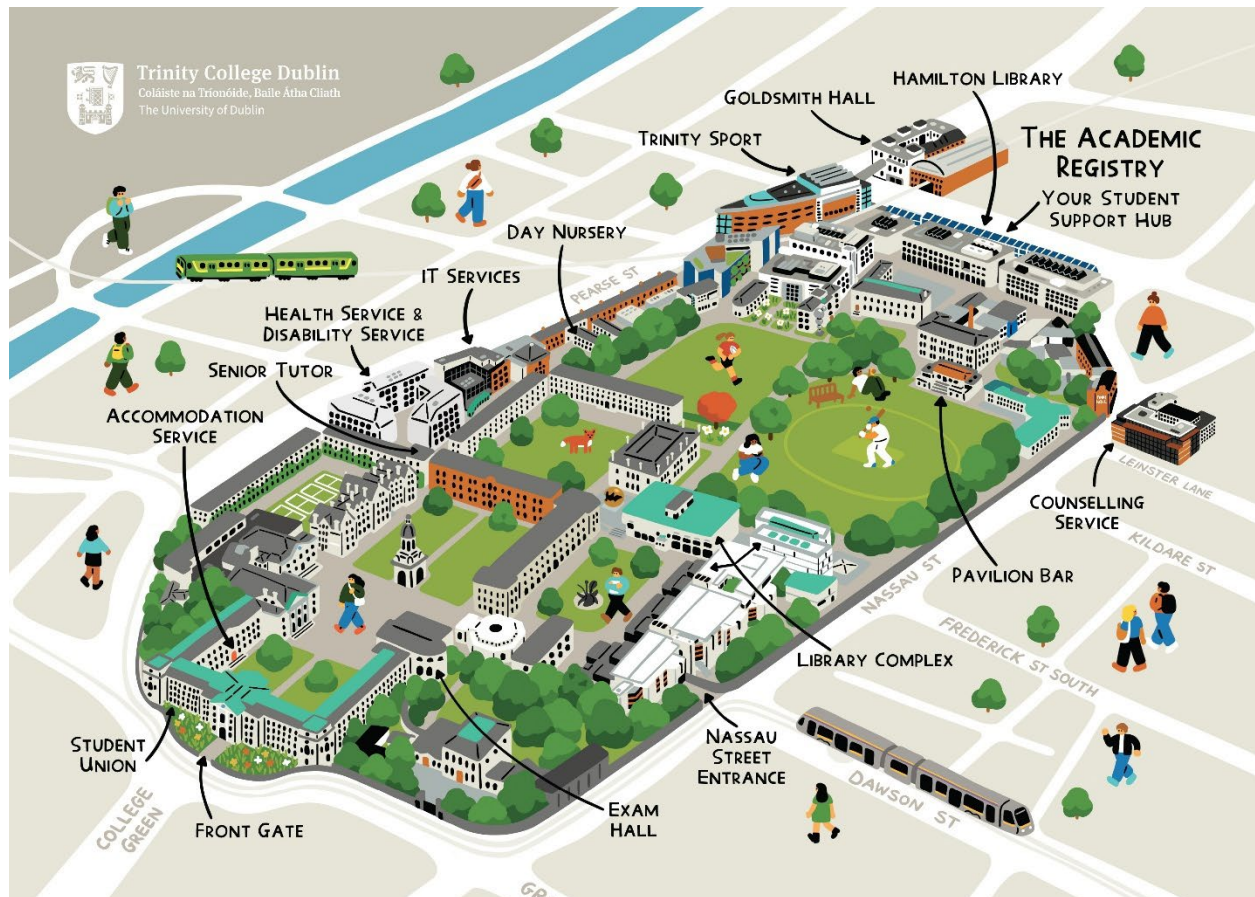 Trinity College Dublin
Coláiste na Tríonóide, Baile Átha Cliath
The University of Dublin
HAMILTON LIBRARY
GOLDSMITH HALL
THE ACADEMIC
REGISTRY
YOUR STUDENT
SUPPORT HUB
TRINITY SPORT
DAY NURSERY
PEARSE ST
IT SERVICES
HEALTH SERVICE &
DISABILITY SERVICE
SENIOR TUTOR
ACCOMMODATION
SERVICE
LEINSTER LANE
COUNSELLING
SERVICE
KILDARE ST
PAVILION BAR
NASSAU ST
FREDERICK ST SOUTH
LIBRARY COMPLEX
NASSAU
STREET
ENTRANCE
DAWSON ST
STUDENT
UNION
FRONT GATE
COLLEGE
GREEN
EXAM
HALL